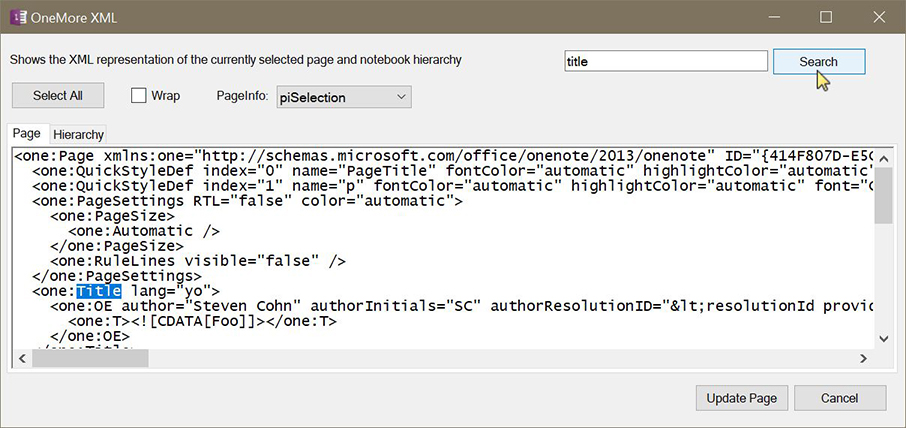 OneMore XML
Shows the XML representation of the currently selected page and notebook hierarchy
title
Search
Select All
Wrap
PageInfo:
piSelection
Page
Hierarchy
<one:Page xmlns:one="http://schemas.microsoft.com/office/onenote/2013/onenote" ID="{414F807D-E5C
<one:QuickStyleDef index="0" name="PageTitle" fontColor="automatic" highlightColor="automatic"
<one:QuickStyleDef index="1" name="p" fontColor="automatic" highlightColor="automatic" font="C
<one:PageSettings RTL="false" color="automatic">
<one:PageSize>
<one:Automatic />
</one:PageSize>
<one:RuleLines visible="false" />
</one:PageSettings>
<one:Title lang="yo">
<one:OE author="Steven Cohn" authorInitials="SC" authorResolutionID="&lt;resolutionId provid
<one:T><![CDATA[Foo]]></one:T>
</one:OE>
</one:Title>
Update Page
Cancel